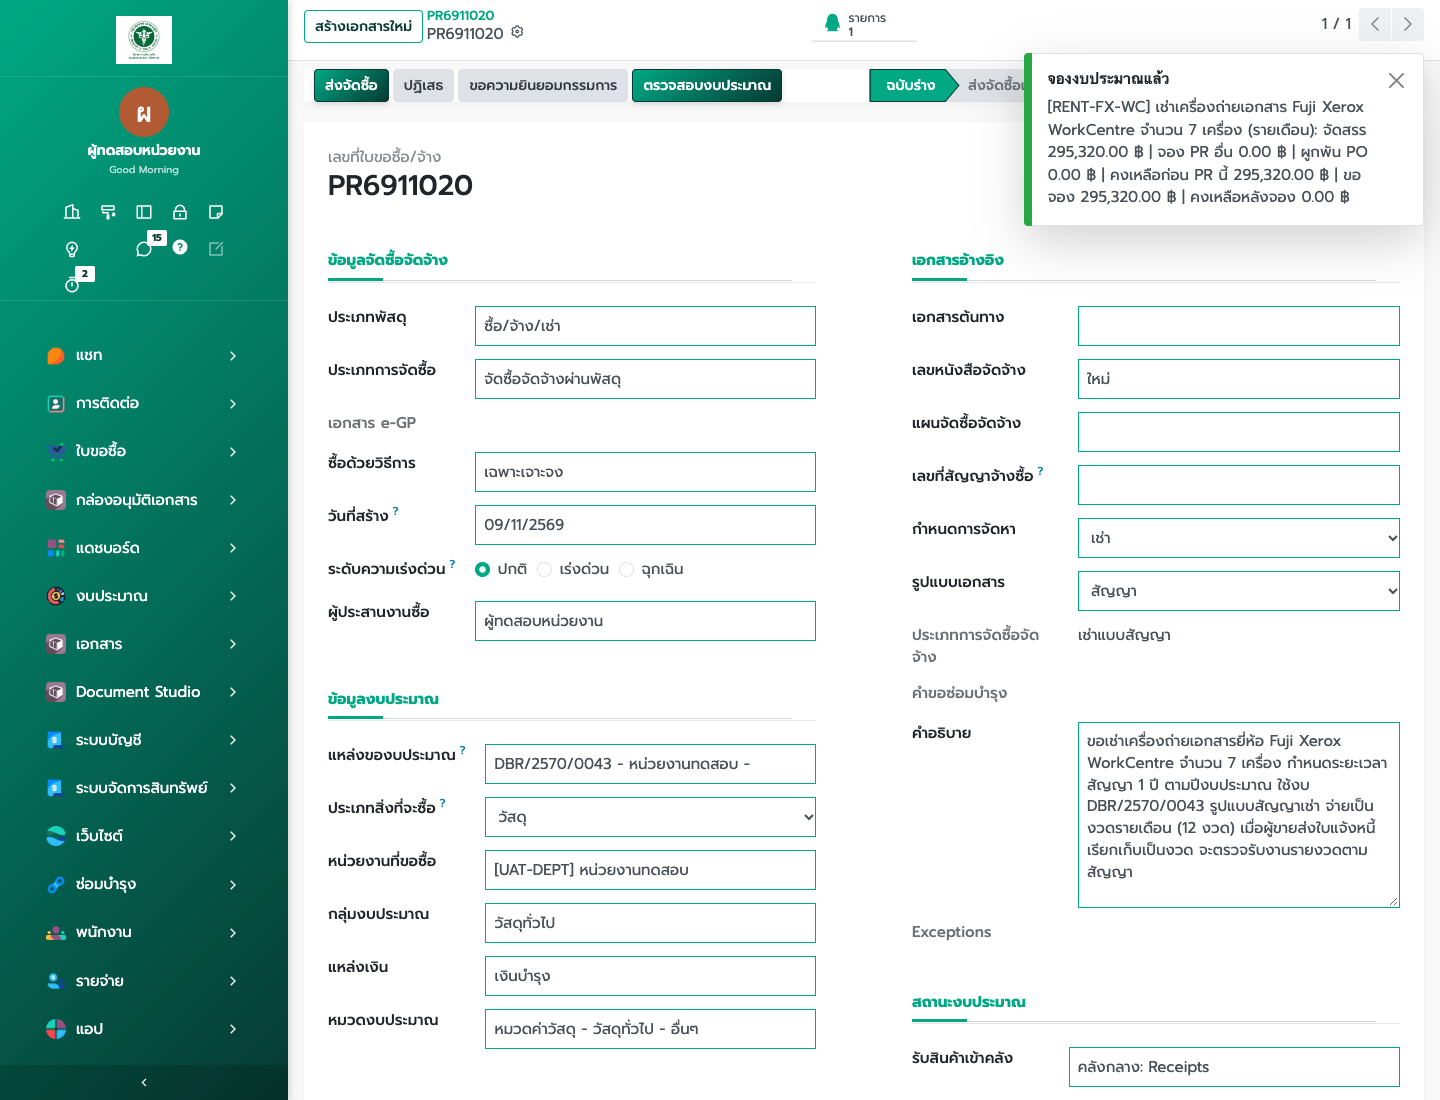 ผู้ทดสอบหน่วยงาน
Good Morning
15
2
แชท
การติดต่อ
ใบขอซื้อ
กล่องอนุมัติเอกสาร
แดชบอร์ด
งบประมาณ
เอกสาร
Document Studio
ระบบบัญชี
ระบบจัดการสินทรัพย์
เว็บไซต์
ซ่อมบำรุง
พนักงาน
รายจ่าย
แอป
สร้างเอกสารใหม่
PR6911020
PR6911020
รายการ
1
1 / 1
ส่งจัดซื้อ
ปฏิเสธ
ขอความยินยอมกรรมการ
ตรวจสอบงบประมาณ
ฉบับร่าง
จองงบประมาณแล้ว
[RENT-FX-WC] เช่าเครื่องถ่ายเอกสาร Fuji Xerox
WorkCentre จำนวน 7 เครื่อง (รายเดือน): จัดสรร
295,320.00 ฿ | จอง PR อื่น 0.00 ฿ | ผูกพัน PO
0.00 ฿ | คงเหลือก่อน PR นี้ 295,320.00 ฿ | ขอ
จอง 295,320.00 ฿ | คงเหลือหลังจอง 0.00 ฿
เลขที่ใบขอซื้อ/จ้าง
PR6911020
ข้อมูลจัดซื้อจัดจ้าง
ประเภทพัสดุ
ซื้อ/จ้าง/เช่า
ประเภทการจัดซื้อ
จัดซื้อจัดจ้างผ่านพัสดุ
เอกสาร e-GP
ซื้อด้วยวิธีการ
เฉพาะเจาะจง
วันที่สร้าง ?
09/11/2569
ระดับความเร่งด่วน ?
ปกติ
เร่งด่วน
ฉุกเฉิน
ผู้ประสานงานซื้อ
ผู้ทดสอบหน่วยงาน
ข้อมูลงบประมาณ
แหล่งของบประมาณ ?
DBR/2570/0043 - หน่วยงานทดสอบ -
ประเภทสิ่งที่จะซื้อ ?
วัสดุ
หน่วยงานที่ขอซื้อ
[UAT-DEPT] หน่วยงานทดสอบ
กลุ่มงบประมาณ
วัสดุทั่วไป
แหล่งเงิน
เงินบำรุง
หมวดงบประมาณ
หมวดค่าวัสดุ - วัสดุทั่วไป - อื่นๆ
เอกสารอ้างอิง
เอกสารต้นทาง
เลขหนังสือจัดจ้าง
ใหม่
แผนจัดซื้อจัดจ้าง
เลขที่สัญญาจ้างซื้อ ?
กำหนดการจัดหา
เช่า
รูปแบบเอกสาร
สัญญา
ประเภทการจัดซื้อจัด
จ้าง
เช่าแบบสัญญา
คำขอซ่อมบำรุง
คำอธิบาย
ขอเช่าเครื่องถ่ายเอกสารยี่ห้อ Fuji Xerox
WorkCentre จำนวน 7 เครื่อง กำหนดระยะเวลา
สัญญา 1 ปี ตามปีงบประมาณ ใช้งบ
DBR/2570/0043 รูปแบบสัญญาเช่า จ่ายเป็น
งวดรายเดือน (12 งวด) เมื่อผู้ขายส่งใบแจ้งหนี้
เรียกเก็บเป็นงวด จะตรวจรับงานรายงวดตาม
สัญญา
Exceptions
สถานะงบประมาณ
รับสินค้าเข้าคลัง
คลังกลาง: Receipts